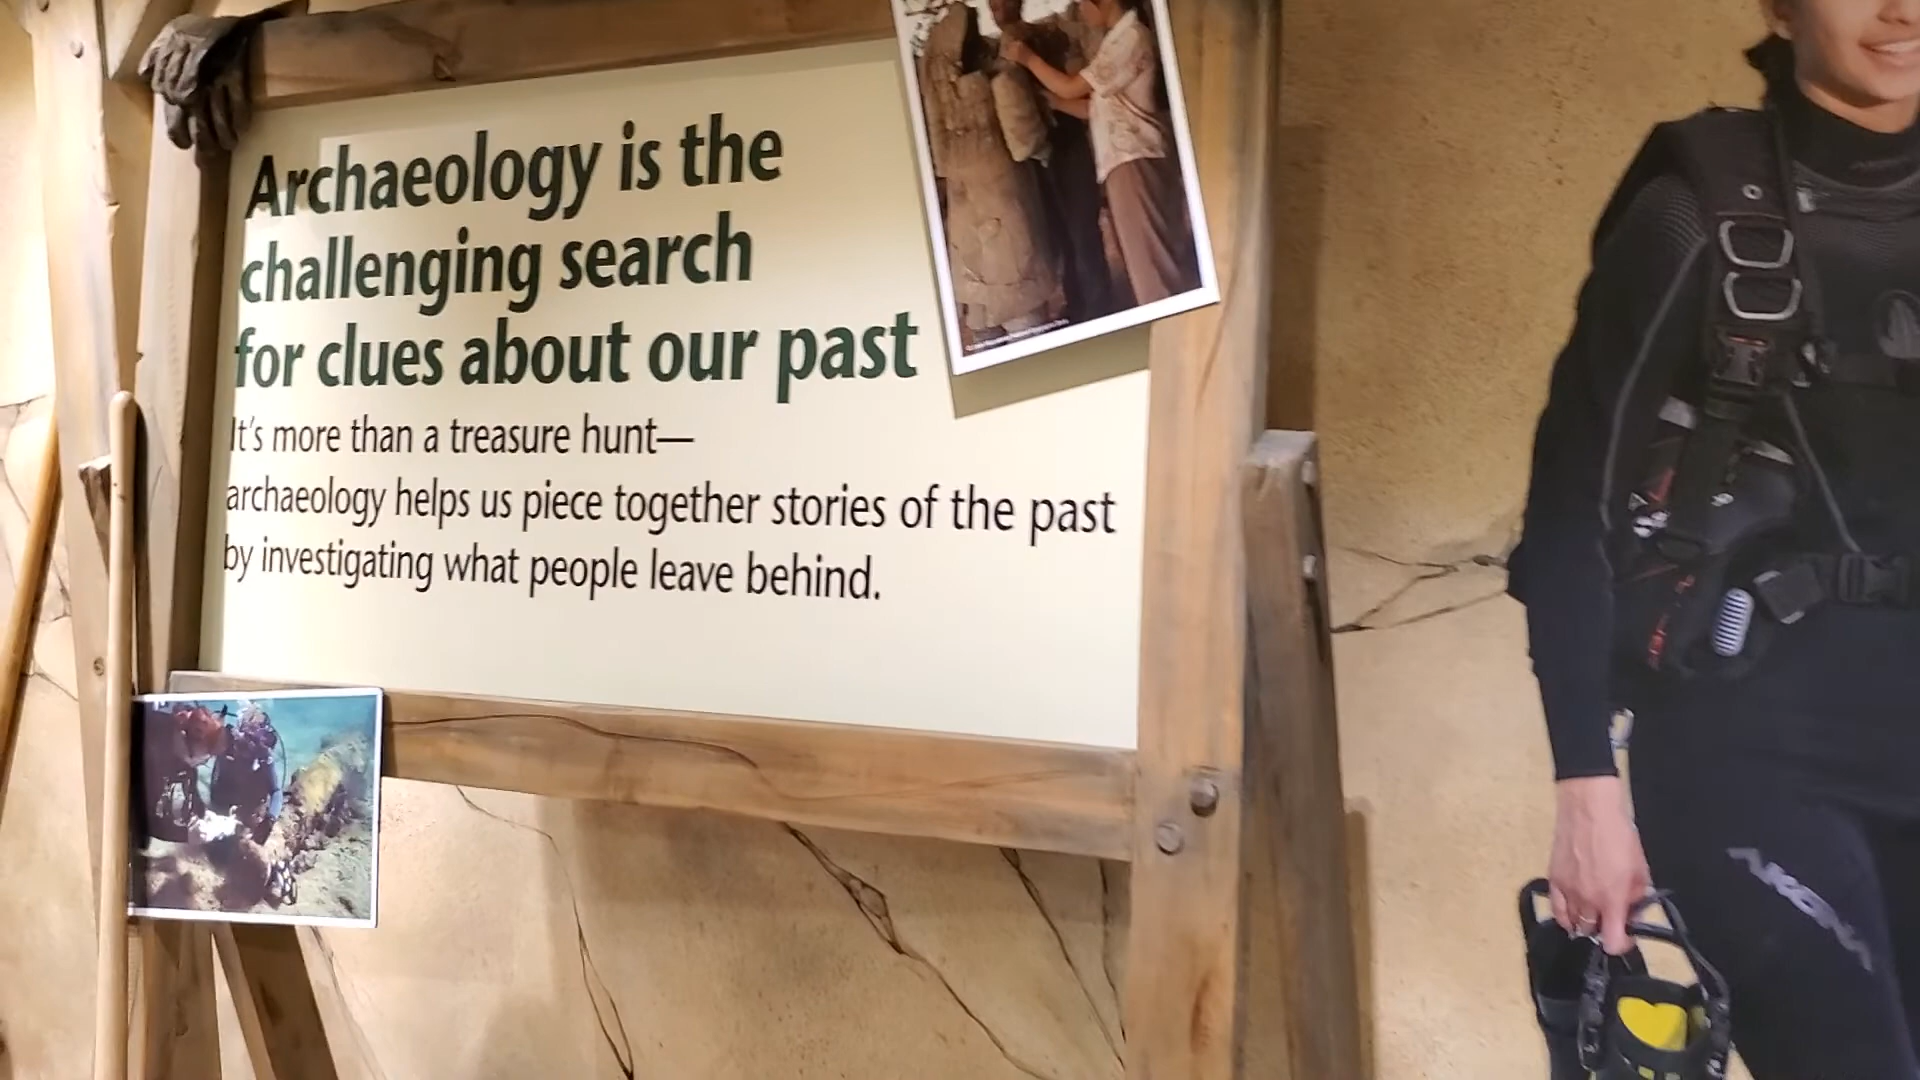 Archaeology is the
challenging search
for clues about our past
It's more than a treasure hunt—
archaeology helps us piece together stories of the past
by investigating what people leave behind.